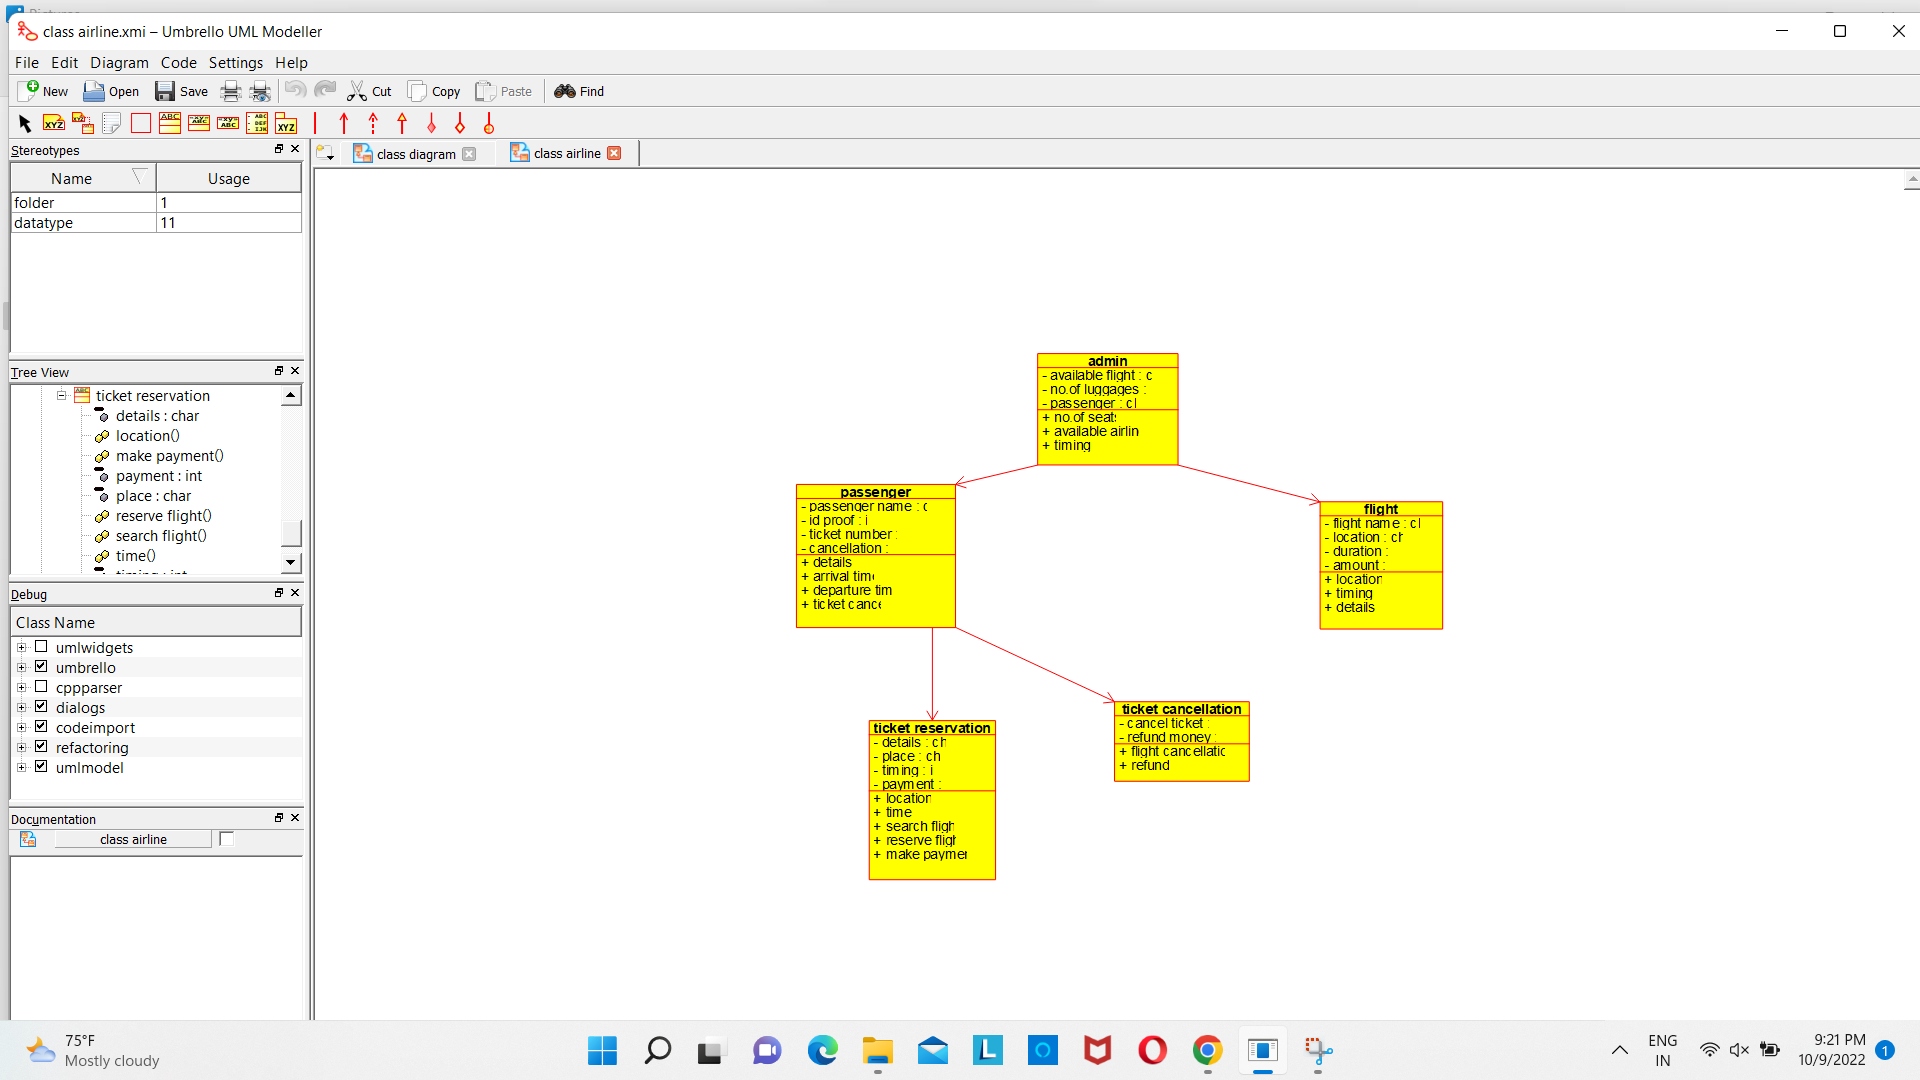 class airline.xmi – Umbrello UML Modeller
File Edit Diagram Code Settings Help
New Open Save Cut Copy Paste Find
Stereotypes
class diagram
class airline
Name Usage
folder 1
datatype 11
Tree View
ticket reservation
details : char
location()
make payment()
payment : int
place : char
reserve flight()
search flight()
time()
Debug
Class Name
umlwidgets
umbrello
cppparser
dialogs
codeimport
refactoring
umlmodel
Documentation
class airline
admin
- available flight : c
- no.of luggages :
- passenger : cl
+ no.of seats
+ available airlin
+ timing
passenger
- passenger name : c
- id proof : i
- ticket number :
- cancellation :
+ details
+ arrival time
+ departure tim
+ ticket cance
flight
- flight name : cl
- location : ch
- duration :
- amount :
+ location
+ timing
+ details
ticket reservation
- details : ch
- place : ch
- timing : i
- payment :
+ location
+ time
+ search fligh
+ reserve fligh
+ make paymen
ticket cancellation
- cancel ticket :
- refund money :
+ flight cancellatic
+ refund
75°F
Mostly cloudy
ENG
IN
9:21 PM
10/9/2022
1